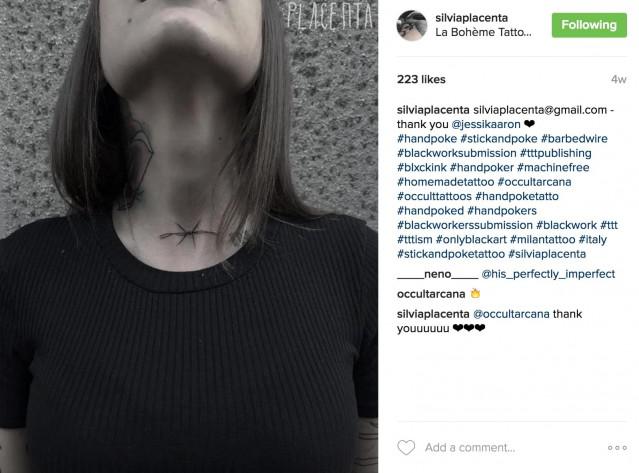 PLACENTA
silviaplacenta
La Bohème Tatto...
Following
223 likes
4w
silviaplacenta silviaplacenta@gmail.com -
thank you @jessikaaron ❤
#handpoke #stickandpoke #barbedwire
#blackworksubmission #tttpublishing
#blxckink #handpoker #machinefree
#homemadetattoo #occultarcana
#occulttattoos #handpoketatto
#handpoked #handpokers
#blackworkerssubmission #blackwork #ttt
#tttism #onlyblackart #milantattoo #italy
#stickandpoketattoo #silviaplacenta
____neno____ @his_perfectly_imperfect
occultarcana 🔥
silviaplacenta @occultarcana thank
youuuuuu ❤❤❤
Add a comment...